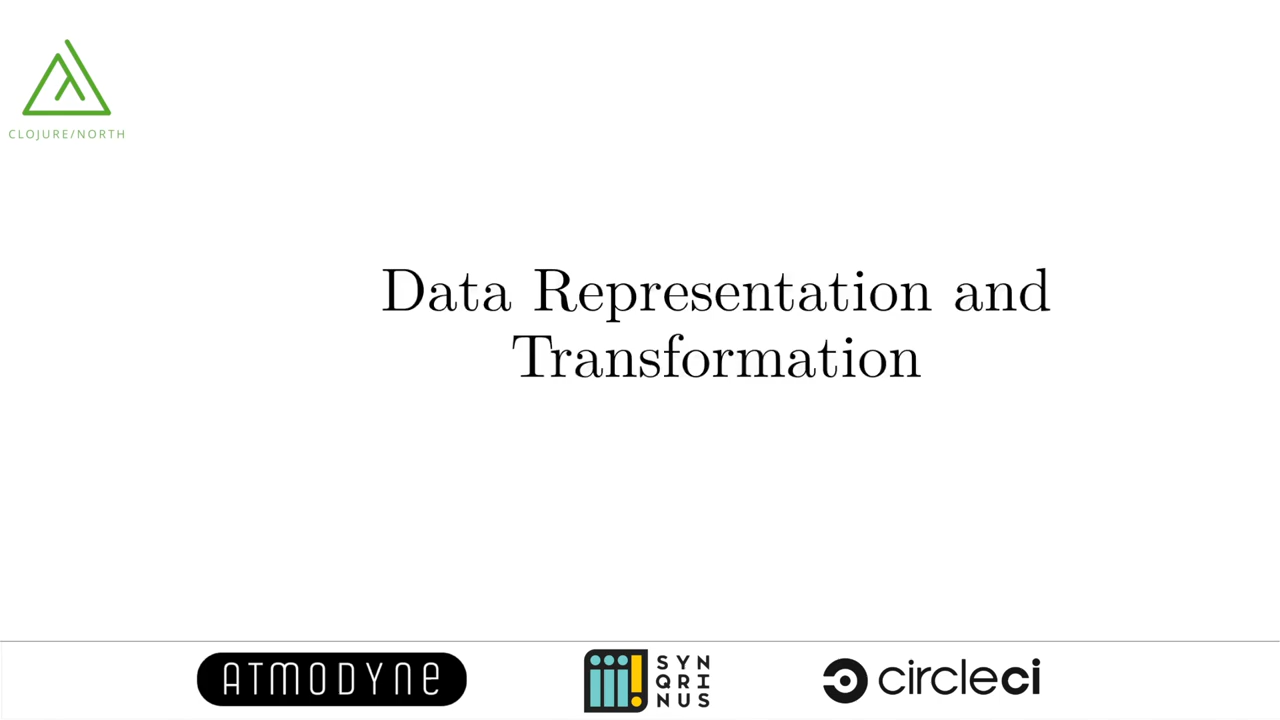 CLOJURE/NORTH
Data Representation and
Transformation
ATMODYNE
SYN
QRI
NUS
circleci